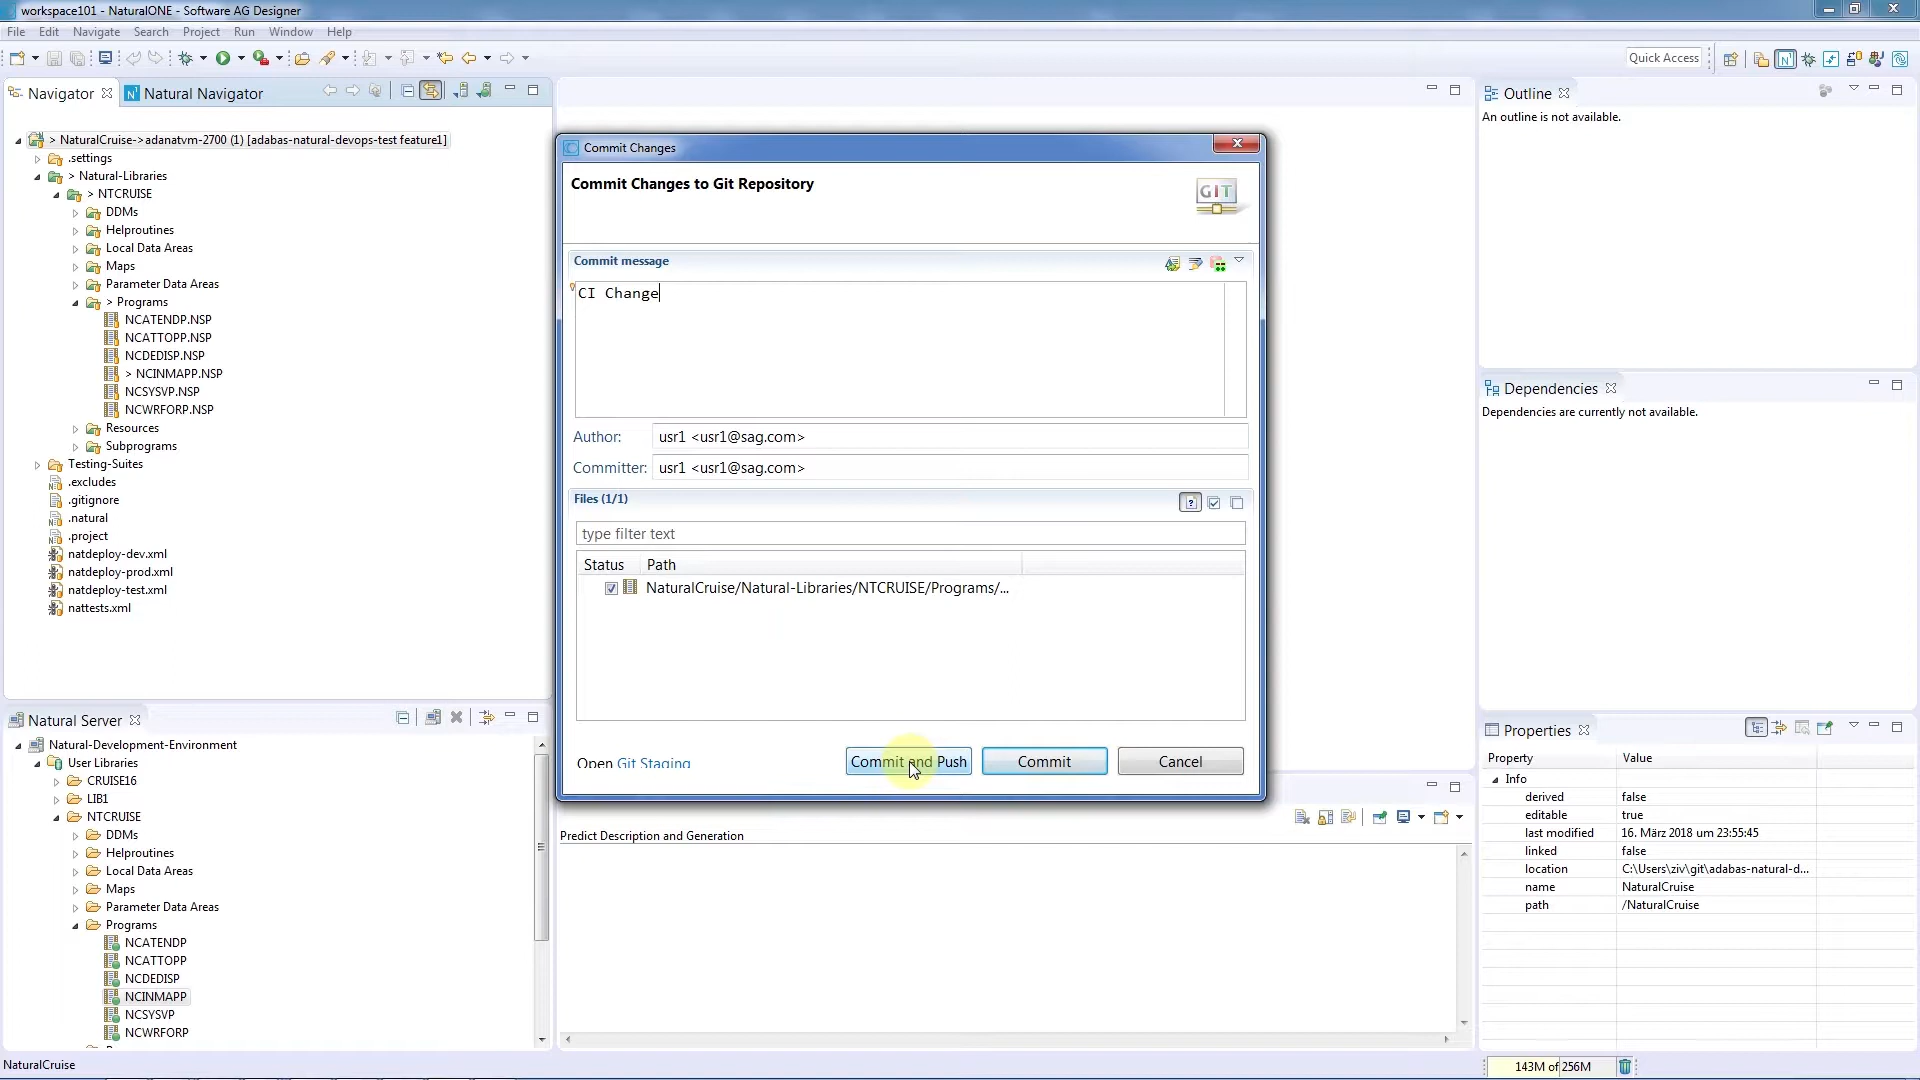 workspace101 - NaturalONE - Software AG Designer
File Edit Navigate Search Project Run Window Help
Quick Access
Navigator
Natural Navigator
> NaturalCruise->adanatvm-2700 (1) [adabas-natural-devops-test feature1]
.settings
> Natural-Libraries
> NTCRUISE
DDMs
Helproutines
Local Data Areas
Maps
Parameter Data Areas
> Programs
NCATENDP.NSP
NCATTOPP.NSP
NCDEDISP.NSP
> NCINMAPP.NSP
NCSYSVP.NSP
NCWRFORP.NSP
Resources
Subprograms
Testing-Suites
.excludes
.gitignore
.natural
.project
natdeploy-dev.xml
natdeploy-prod.xml
natdeploy-test.xml
nattests.xml
Natural Server
Natural-Development-Environment
User Libraries
CRUISE16
LIB1
NTCRUISE
DDMs
Helproutines
Local Data Areas
Maps
Parameter Data Areas
Programs
NCATENDP
NCATTOPP
NCDEDISP
NCINMAPP
NCSYSVP
NCWRFORP
NaturalCruise
Commit Changes
Commit Changes to Git Repository
GIT
Commit message
CI Change
Author: usr1 <usr1@sag.com>
Committer: usr1 <usr1@sag.com>
Files (1/1)
type filter text
Status Path
NaturalCruise/Natural-Libraries/NTCRUISE/Programs/...
Open Git Staging
Commit and Push
Commit
Cancel
Predict Description and Generation
Outline
An outline is not available.
Dependencies
Dependencies are currently not available.
Properties
Property Value
Info
derived false
editable true
last modified 16. März 2018 um 23:55:45
linked false
location C:\Users\ziv\git\adabas-natural-d...
name NaturalCruise
path /NaturalCruise
143M of 256M